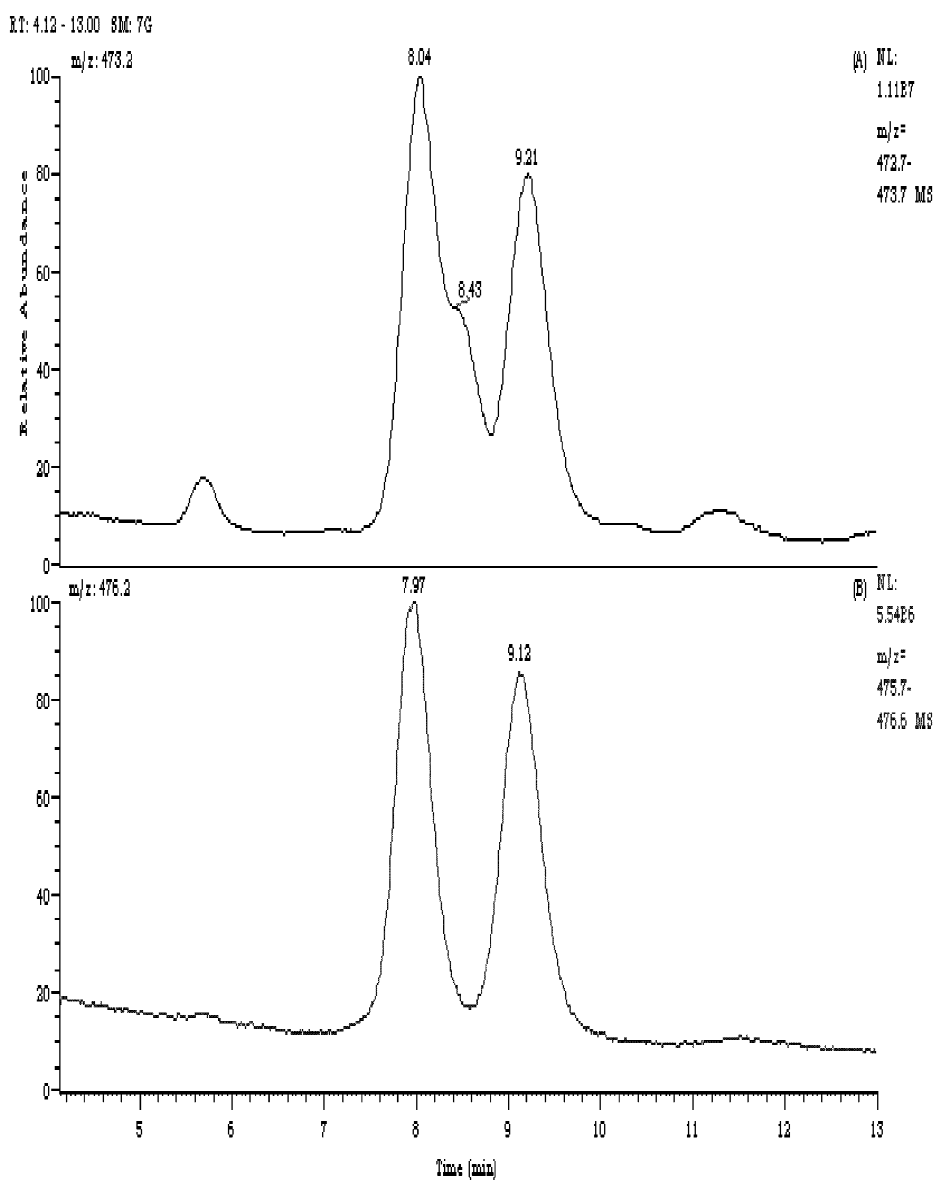 RT: 4.12 - 13.00 SM: 7G
m/z: 473.2
8.04
(A)
NL:
1.11E7
m/z=
472.7-
473.7 MS
100
9.21
80
8.43
60
40
20
0
Relative Abundance
m/z: 476.2
7.97
(B)
NL:
5.54E6
m/z=
475.7-
476.6 MS
100
9.12
80
60
40
20
0
5 6 7 8 9 10 11 12 13
Time (min)